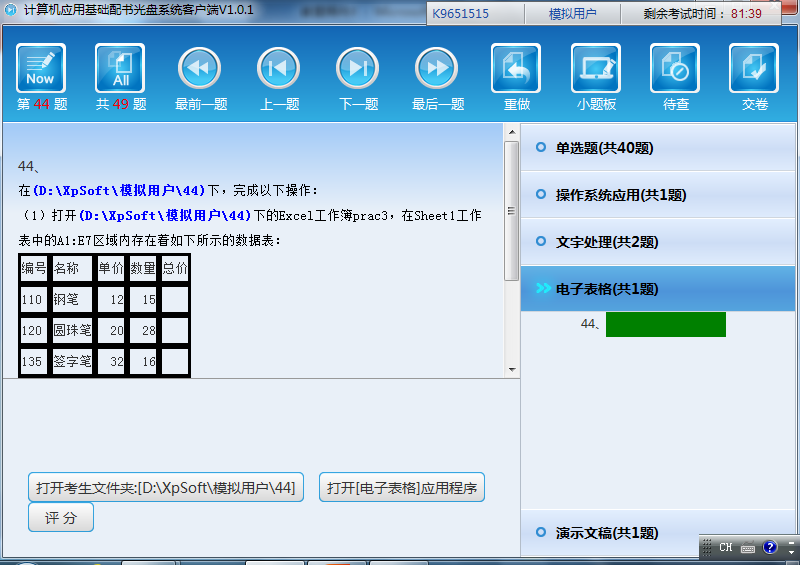 计算机应用基础配书光盘系统客户端V1.0.1
K9651515 模拟用户 剩余考试时间：81:39
Now All
第 44 题 共 49 题 最前一题 上一题 下一题 最后一题 重做 小题板 待查 交卷
44、
在(D:\XpSoft\模拟用户\44)下，完成以下操作：
（1）打开(D:\XpSoft\模拟用户\44)下的Excel工作簿prac3，在Sheet1工作
表中的A1:E7区域内存在着如下所示的数据表：
编号 名称 单价 数量 总价
110 钢笔 12 15
120 圆珠笔 20 28
135 签字笔 32 16
打开考生文件夹:[D:\XpSoft\模拟用户\44] 打开[电子表格]应用程序
评 分
单选题(共40题)
操作系统应用(共1题)
文字处理(共2题)
电子表格(共1题)
44、
演示文稿(共1题)
CH